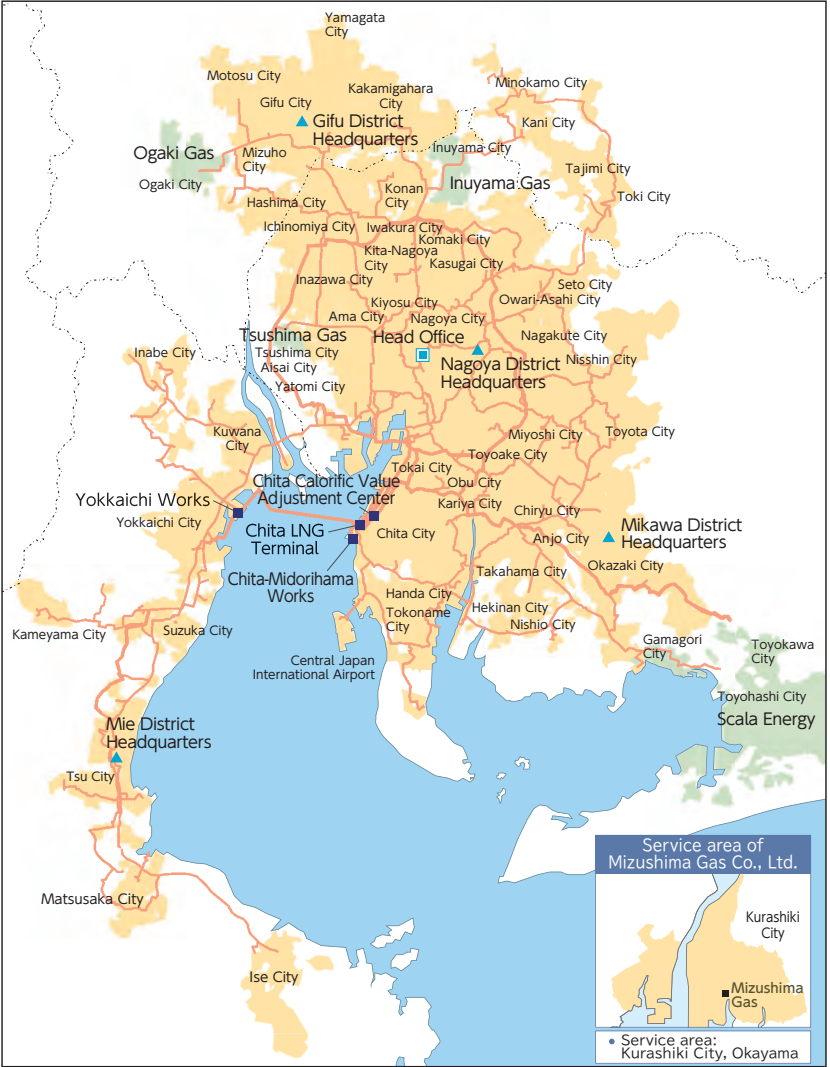 Yamagata
City
Motosu City
Kakamigahara
City
Minokamo City
Gifu City
Gifu District
Headquarters
Kani City
Ogaki Gas
Mizuho
City
Inuyama City
Tajimi City
Ogaki City
Konan
City
Inuyama Gas
Toki City
Hashima City
Ichinomiya City
Iwakura City
Komaki City
Kita-Nagoya
City
Kasugai City
Inazawa City
Seto City
Owari-Asahi City
Kiyosu City
Ama City
Nagoya City
Tsushima Gas
Head Office
Nagakute City
Inabe City
Tsushima City
Aisai City
Nagoya District
Headquarters
Nisshin City
Yatomi City
Kuwana
City
Miyoshi City
Toyota City
Toyoake City
Tokai City
Chita Calorific Value
Adjustment Center
Obu City
Yokkaichi Works
Kariya City
Chiryu City
Yokkaichi City
Chita LNG
Terminal
Chita City
Anjo City
Mikawa District
Headquarters
Okazaki City
Chita-Midorihama
Works
Takahama City
Handa City
Tokoname
City
Hekinan City
Nishio City
Kameyama City
Suzuka City
Gamagori
City
Toyokawa
City
Central Japan
International Airport
Toyohashi City
Scala Energy
Mie District
Headquarters
Tsu City
Matsusaka City
Ise City
Service area of
Mizushima Gas Co., Ltd.
Kurashiki
City
Mizushima
Gas
• Service area:
Kurashiki City, Okayama